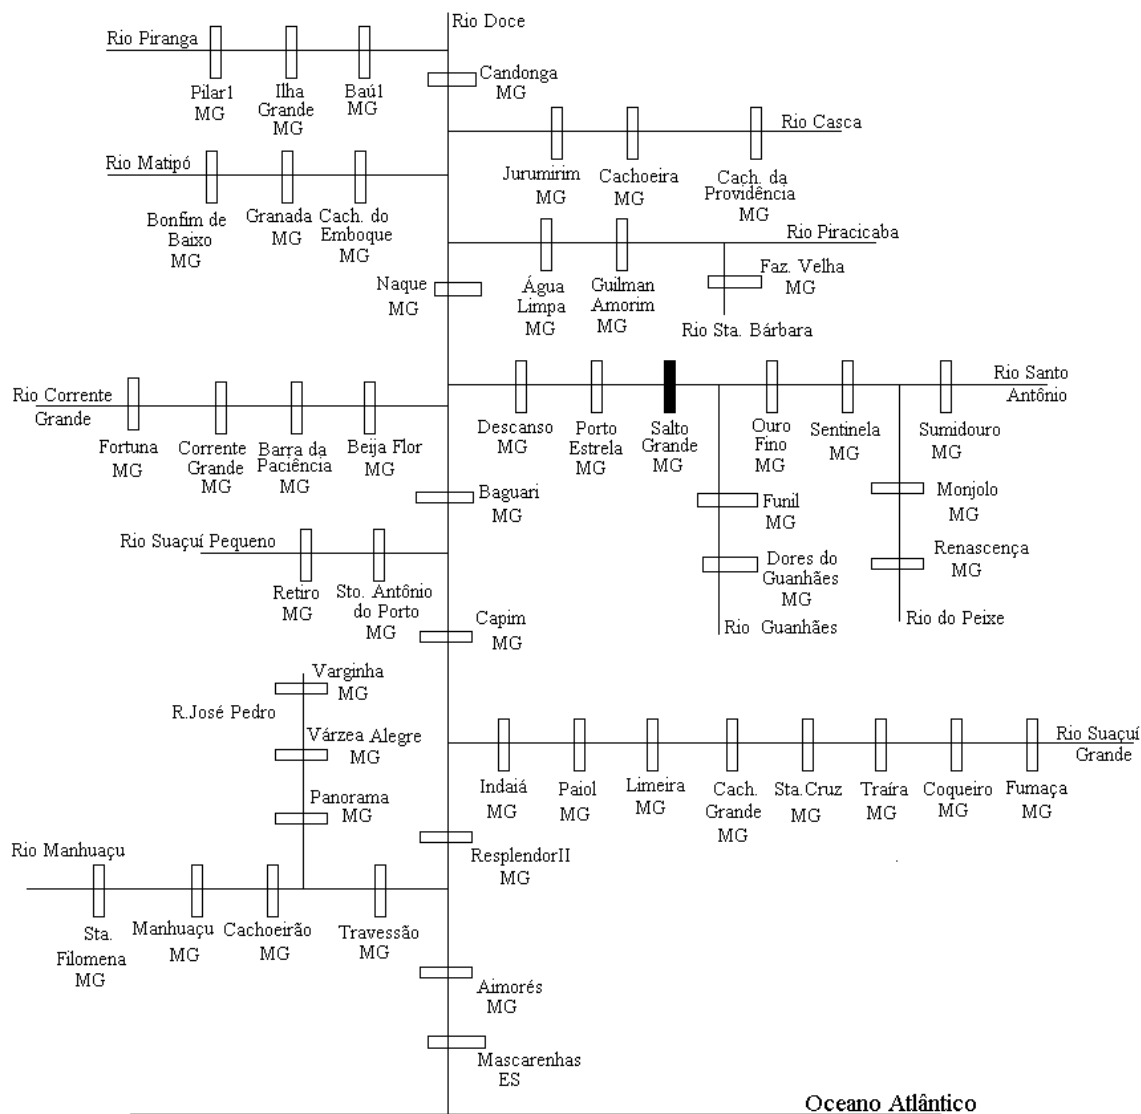 Rio Doce
Rio Piranga
Pilar1
MG
Ilha
Grande
MG
Baú1
MG
Candonga
MG
Rio Casca
Jurumirim
MG
Cachoeira
MG
Cach. da
Providência
MG
Rio Matipó
Bonfim de
Baixo
MG
Granada
MG
Cach. do
Emboque
MG
Rio Piracicaba
Água
Limpa
MG
Guilman
Amorim
MG
Faz. Velha
MG
Rio Sta. Bárbara
Naque
MG
Rio Santo
Antônio
Descanso
MG
Porto
Estrela
MG
Salto
Grande
MG
Ouro
Fino
MG
Sentinela
MG
Sumidouro
MG
Funil
MG
Dores do
Guanhães
MG
Rio Guanhães
Monjolo
MG
Renascença
MG
Rio do Peixe
Rio Corrente
Grande
Fortuna
MG
Corrente
Grande
MG
Barra da
Paciência
MG
Beija Flor
MG
Baguari
MG
Rio Suaçuí Pequeno
Retiro
MG
Sto. Antônio
do Porto
MG
Capim
MG
Rio Suaçuí
Grande
Indaiá
MG
Paiol
MG
Limeira
MG
Cach.
Grande
MG
Sta.Cruz
MG
Traíra
MG
Coqueiro
MG
Fumaça
MG
Varginha
MG
R.José Pedro
Várzea Alegre
MG
Panorama
MG
ResplendorII
MG
Rio Manhuaçu
Sta.
Filomena
MG
Manhuaçu
MG
Cachoeirão
MG
Travessão
MG
Aimorés
MG
Mascarenhas
ES
Oceano Atlântico